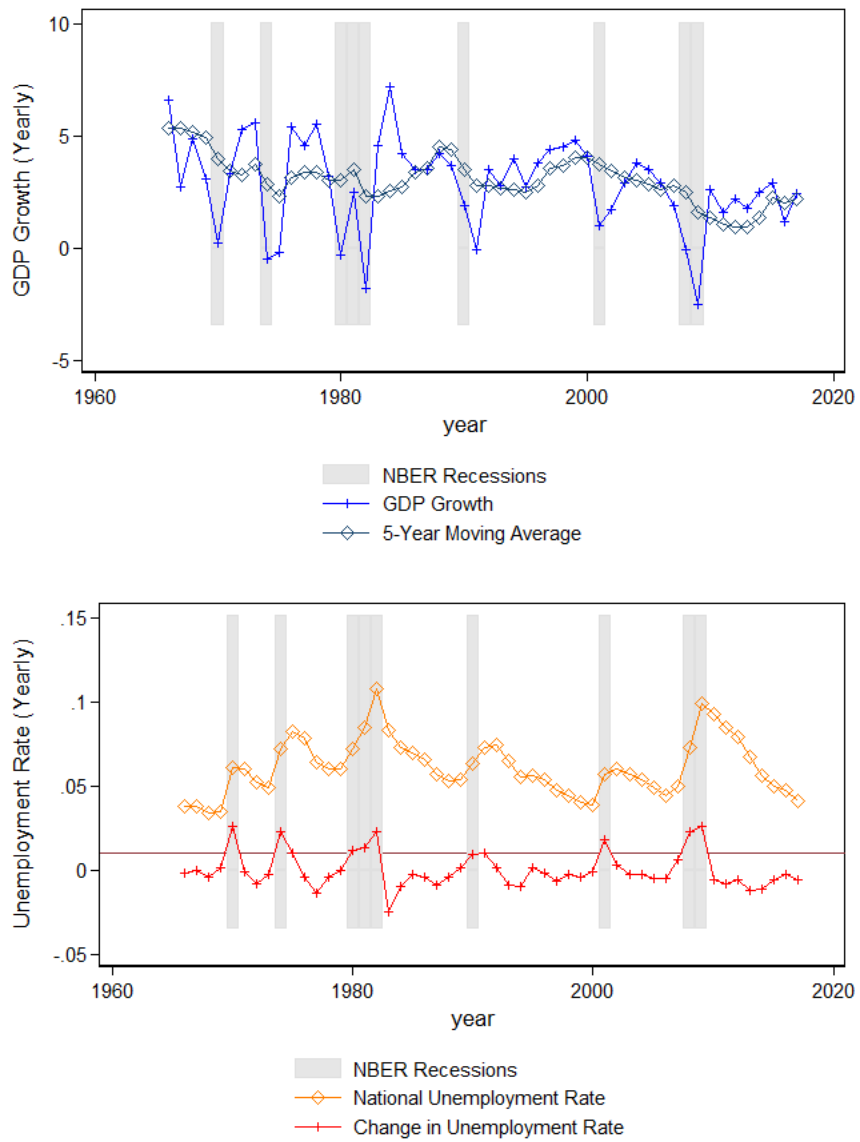 10
5
0
-5
GDP Growth (Yearly)
1960
1980
2000
2020
year
NBER Recessions
GDP Growth
5-Year Moving Average
.15
.1
.05
0
-.05
Unemployment Rate (Yearly)
1960
1980
2000
2020
year
NBER Recessions
National Unemployment Rate
Change in Unemployment Rate